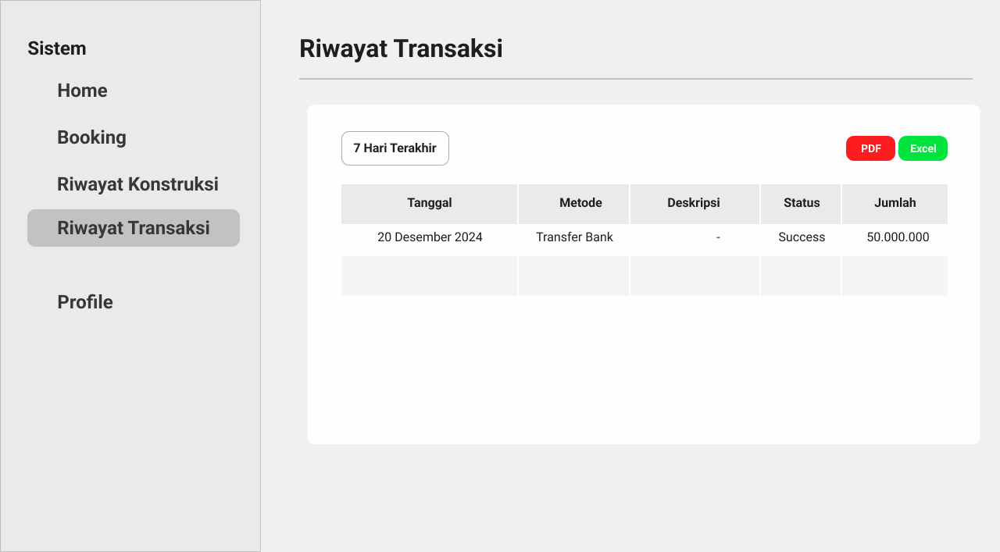 Sistem
Home
Booking
Riwayat Konstruksi
Riwayat Transaksi
Profile
Riwayat Transaksi
7 Hari Terakhir
PDF Excel
Tanggal Metode Deskripsi Status Jumlah
20 Desember 2024 Transfer Bank - Success 50.000.000